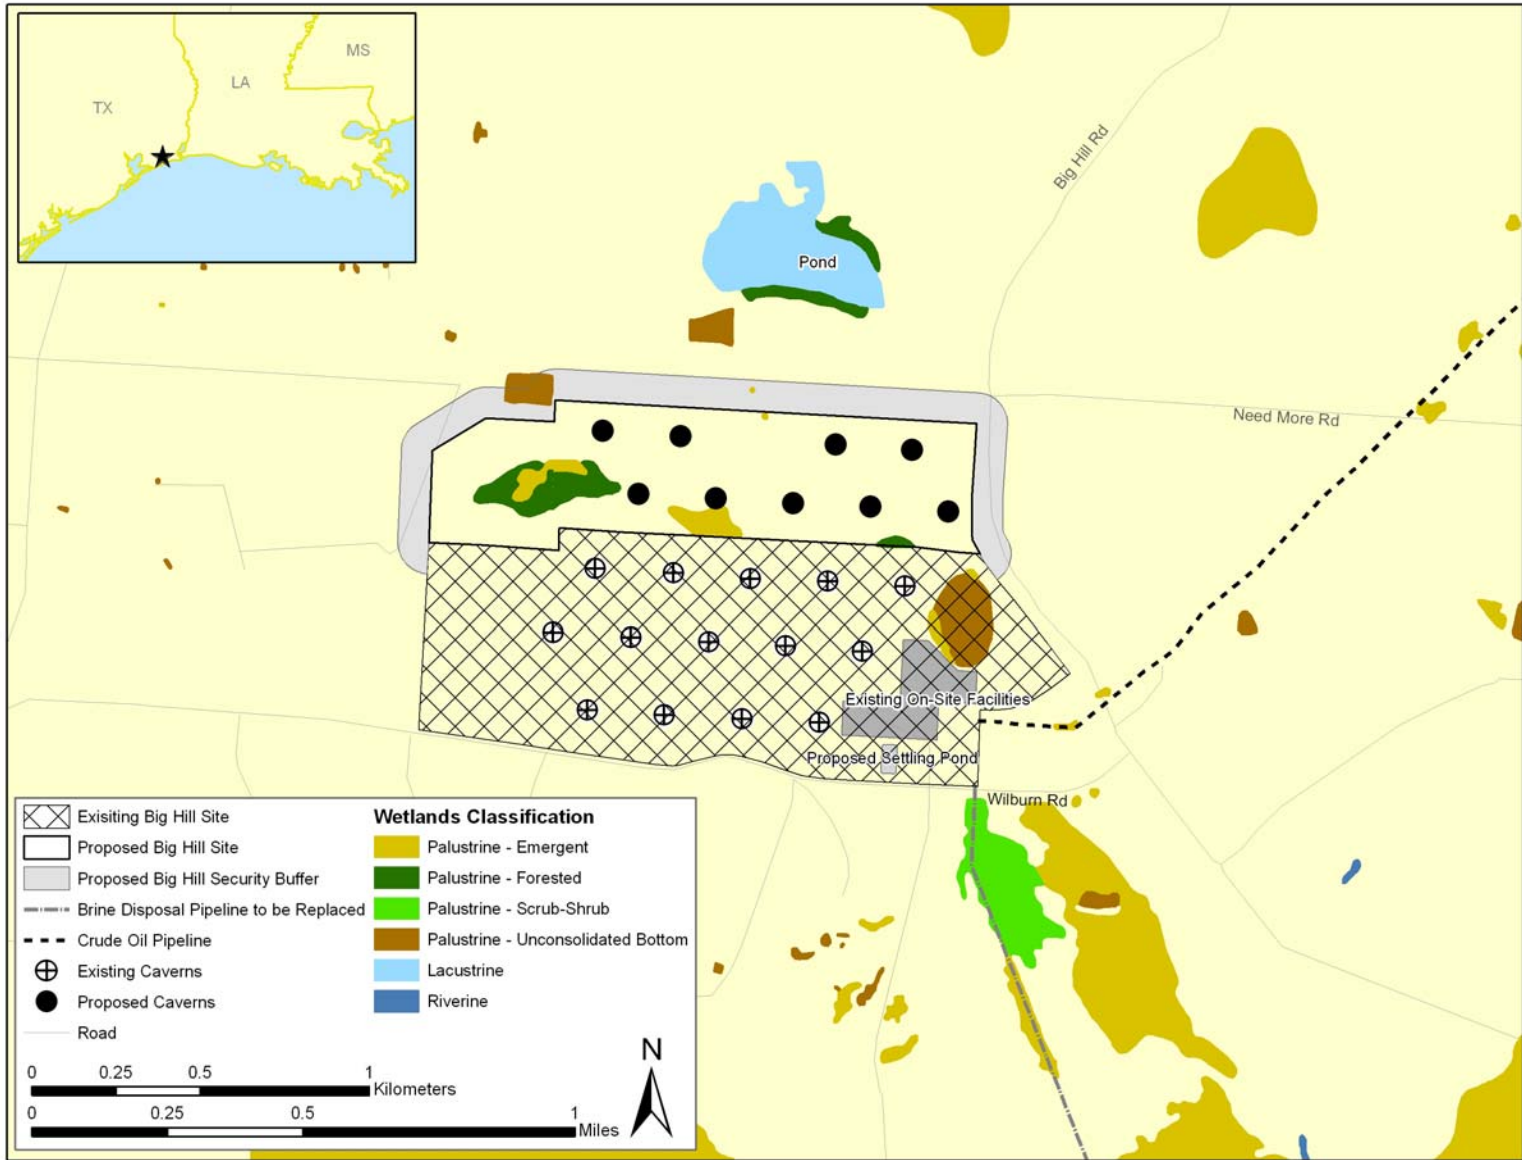 MS
LA
TX
Big Hill Rd
Pond
Need More Rd
Existing On-Site Facilities
Proposed Settling Pond
Wilburn Rd
Exisiting Big Hill Site
Proposed Big Hill Site
Proposed Big Hill Security Buffer
Brine Disposal Pipeline to be Replaced
Crude Oil Pipeline
Existing Caverns
Proposed Caverns
Road
Wetlands Classification
Palustrine - Emergent
Palustrine - Forested
Palustrine - Scrub-Shrub
Palustrine - Unconsolidated Bottom
Lacustrine
Riverine
N
0 0.25 0.5 1
Kilometers
0 0.25 0.5 1
Miles